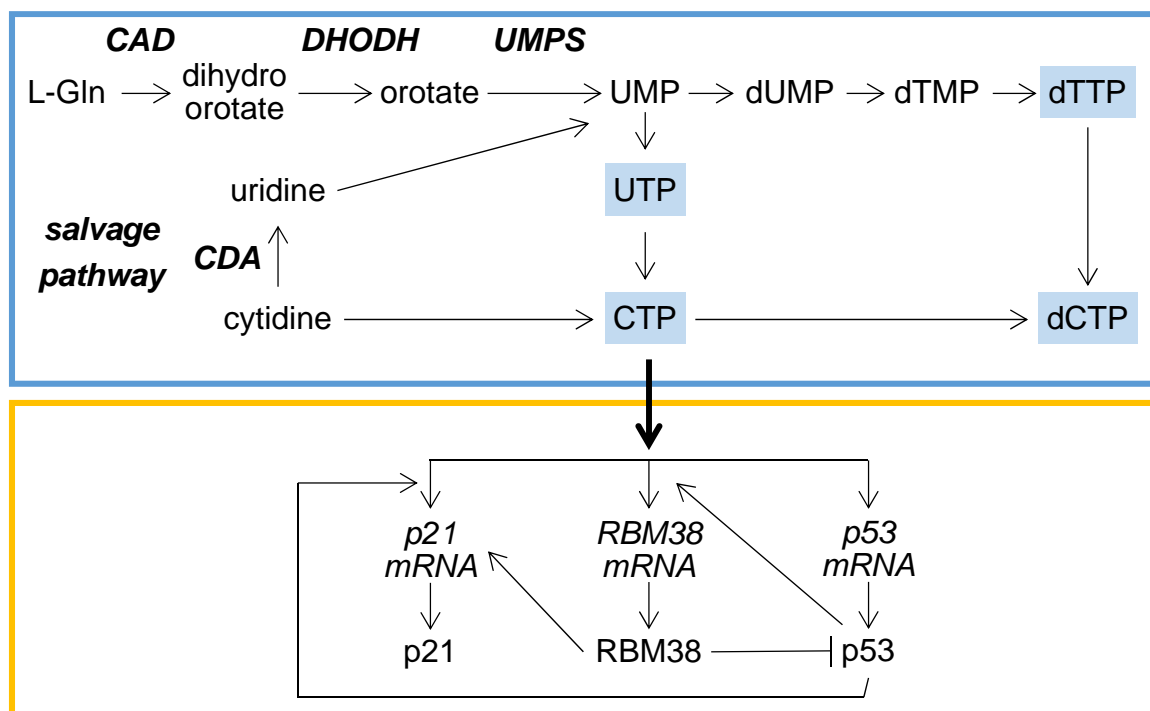 CAD DHODH UMPS
L-Gln dihydro orotate orotate UMP dUMP dTMP dTTP
uridine UTP
salvage
pathway
CDA
cytidine CTP dCTP
p21 RBM38 p53
mRNA mRNA mRNA
p21 RBM38 p53